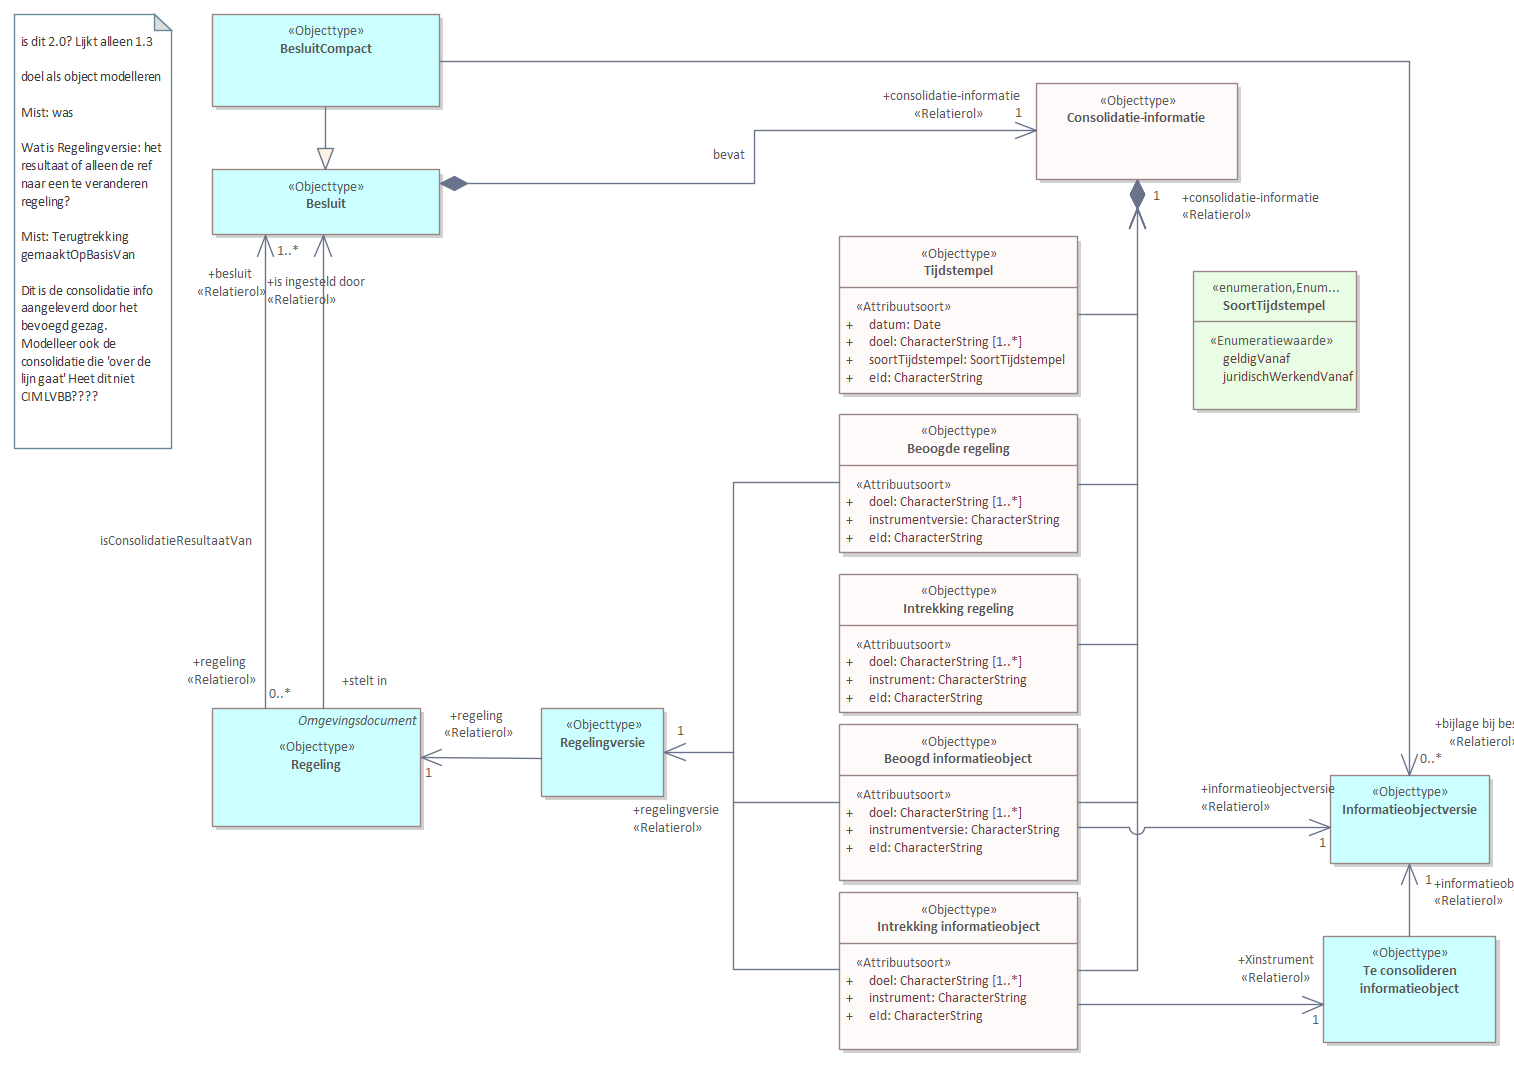 is dit 2.0? Lijkt alleen 1.3
doel als object modelleren
Mist: was
Wat is Regelingversie: het
resultaat of alleen de ref
naar een te veranderen
regeling?
Mist: Terugtrekking
gemaaktOpBasisVan
Dit is de consolidatie info
aangeleverd door het
bevoegd gezag.
Modelleer ook de
consolidatie die 'over de
lijn gaat' Heet dit niet
CIMLVBB????
«Objecttype»
BesluitCompact
+consolidatie-informatie
«Relatierol»
1
«Objecttype»
Consolidatie-informatie
bevat
«Objecttype»
Besluit
1
+consolidatie-informatie
«Relatierol»
1..*
+besluit
«Relatierol»
+is ingesteld door
«Relatierol»
«Objecttype»
Tijdstempel
«Attribuutsoort»
+ datum: Date
+ doel: CharacterString [1..*]
+ soortTijdstempel: SoortTijdstempel
+ eId: CharacterString
«enumeration,Enum...
SoortTijdstempel
«Enumeratiewaarde»
geldigVanaf
juridischWerkendVanaf
«Objecttype»
Beoogde regeling
«Attribuutsoort»
+ doel: CharacterString [1..*]
+ instrumentversie: CharacterString
+ eId: CharacterString
isConsolidatieResultaatVan
«Objecttype»
Intrekking regeling
«Attribuutsoort»
+ doel: CharacterString [1..*]
+ instrument: CharacterString
+ eId: CharacterString
+regeling
«Relatierol»
0..*
+stelt in
Omgevingsdocument
«Objecttype»
Regeling
+regeling
«Relatierol»
1
«Objecttype»
Regelingversie
1
+regelingversie
«Relatierol»
«Objecttype»
Beoogd informatieobject
«Attribuutsoort»
+ doel: CharacterString [1..*]
+ instrumentversie: CharacterString
+ eId: CharacterString
+bijlage bij bes
«Relatierol»
0..*
+informatieobjectversie
«Relatierol»
1
«Objecttype»
Informatieobjectversie
1
+informatieob
«Relatierol»
«Objecttype»
Intrekking informatieobject
«Attribuutsoort»
+ doel: CharacterString [1..*]
+ instrument: CharacterString
+ eId: CharacterString
+Xinstrument
«Relatierol»
1
«Objecttype»
Te consolideren
informatieobject